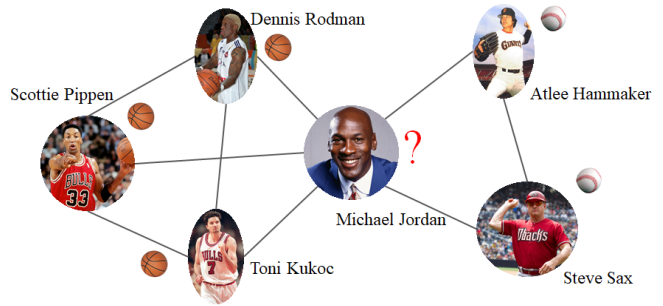 Dennis Rodman
Scottie Pippen
GIANTS
Atlee Hammaker
BULLS
33
?
Michael Jordan
Dbacks
BULLS
7
Toni Kukoc
Steve Sax